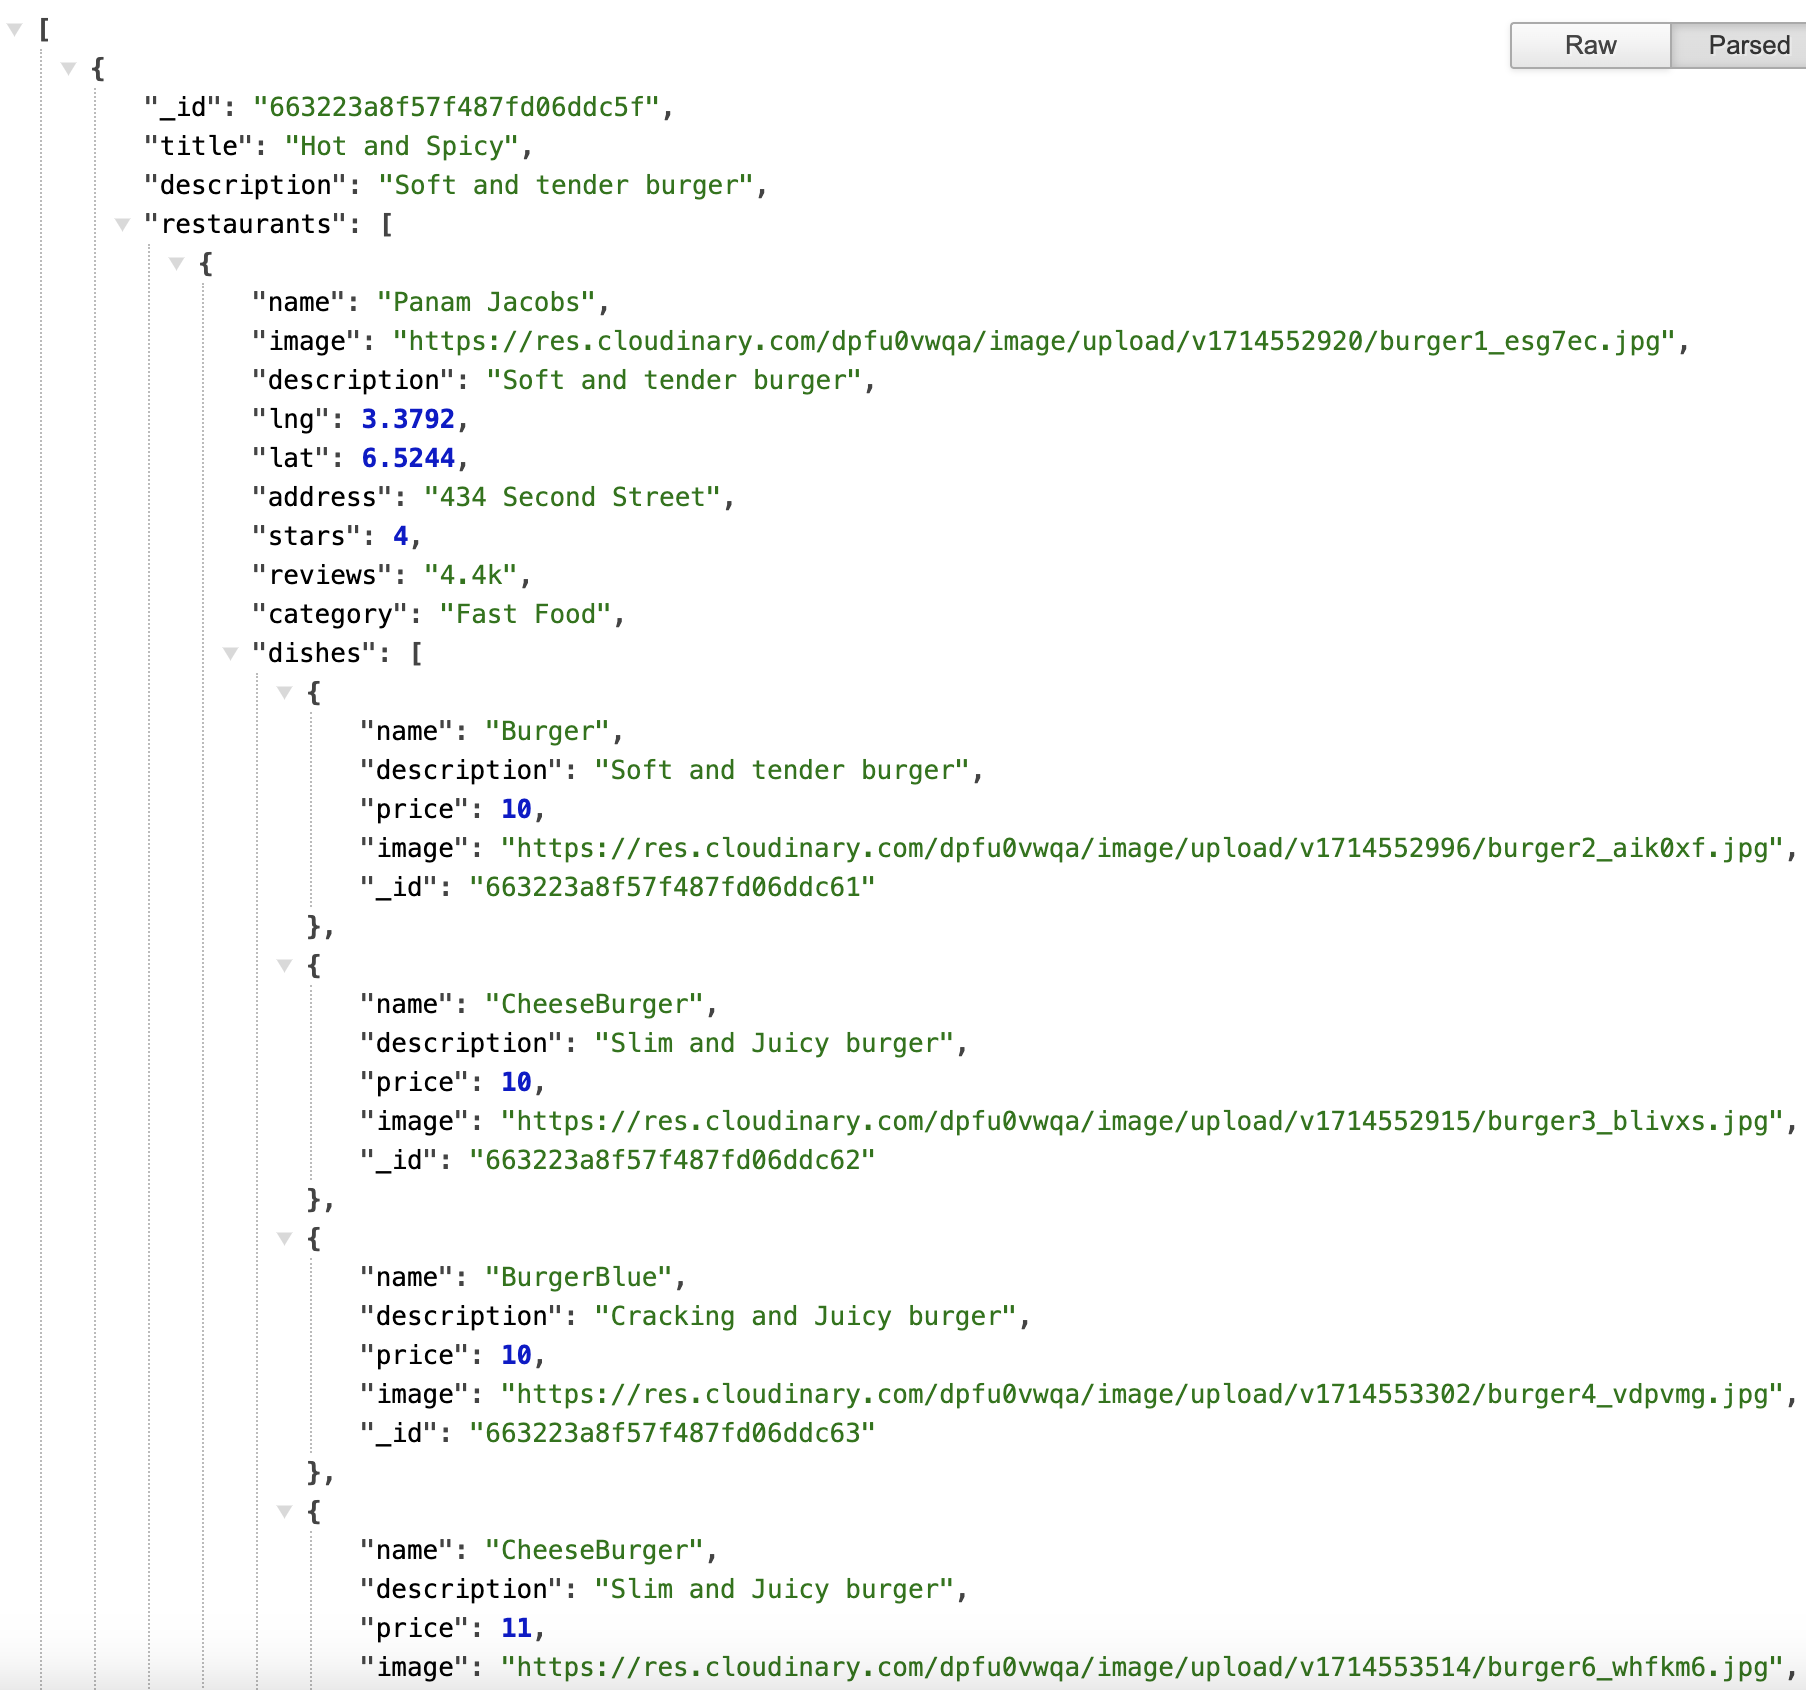 [
Raw Parsed
{
"_id": "663223a8f57f487fd06ddc5f",
"title": "Hot and Spicy",
"description": "Soft and tender burger",
"restaurants": [
{
"name": "Panam Jacobs",
"image": "https://res.cloudinary.com/dpfu0vwqa/image/upload/v1714552920/burger1_esg7ec.jpg",
"description": "Soft and tender burger",
"lng": 3.3792,
"lat": 6.5244,
"address": "434 Second Street",
"stars": 4,
"reviews": "4.4k",
"category": "Fast Food",
"dishes": [
{
"name": "Burger",
"description": "Soft and tender burger",
"price": 10,
"image": "https://res.cloudinary.com/dpfu0vwqa/image/upload/v1714552996/burger2_aik0xf.jpg",
"_id": "663223a8f57f487fd06ddc61"
},
{
"name": "CheeseBurger",
"description": "Slim and Juicy burger",
"price": 10,
"image": "https://res.cloudinary.com/dpfu0vwqa/image/upload/v1714552915/burger3_blivxs.jpg",
"_id": "663223a8f57f487fd06ddc62"
},
{
"name": "BurgerBlue",
"description": "Cracking and Juicy burger",
"price": 10,
"image": "https://res.cloudinary.com/dpfu0vwqa/image/upload/v1714553302/burger4_vdpvmg.jpg",
"_id": "663223a8f57f487fd06ddc63"
},
{
"name": "CheeseBurger",
"description": "Slim and Juicy burger",
"price": 11,
"image": "https://res.cloudinary.com/dpfu0vwqa/image/upload/v1714553514/burger6_whfkm6.jpg",